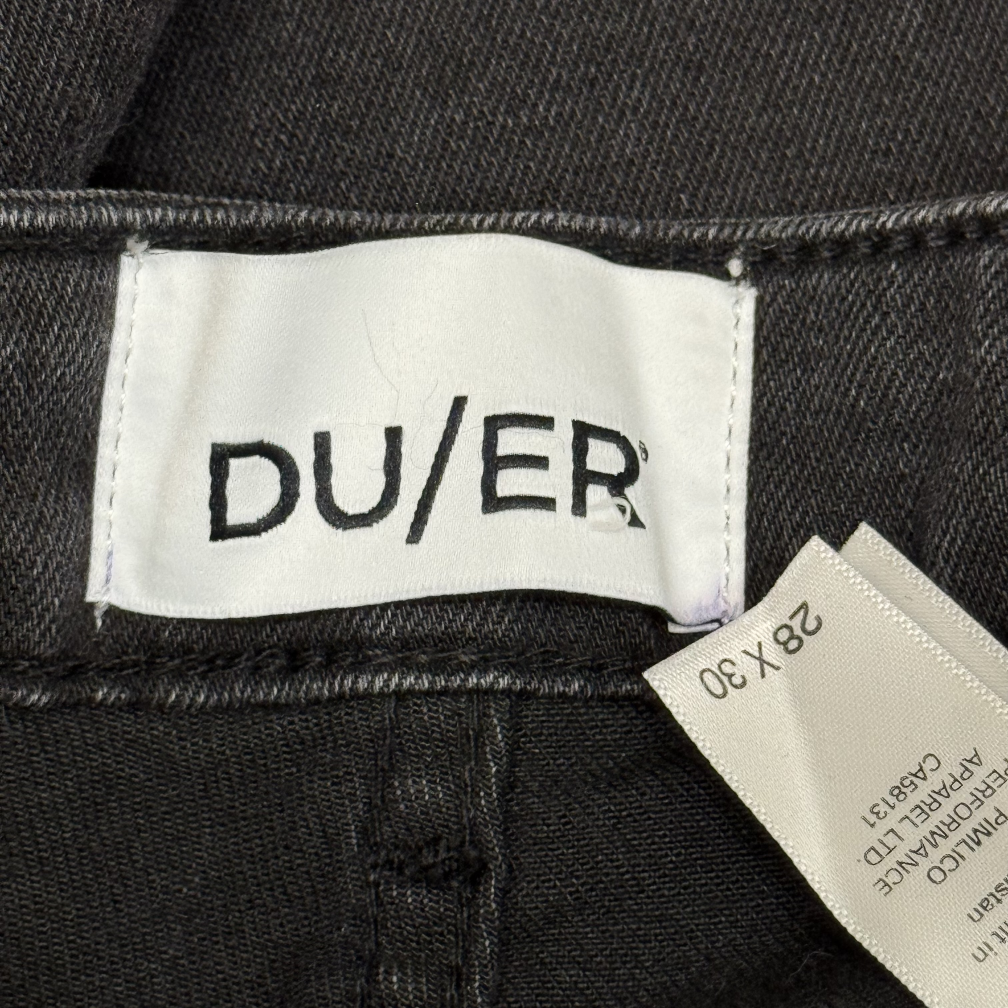 DU/ER®
28 X 30
PIMLICO
PERFORMANCE
APPAREL LTD.
CA58131